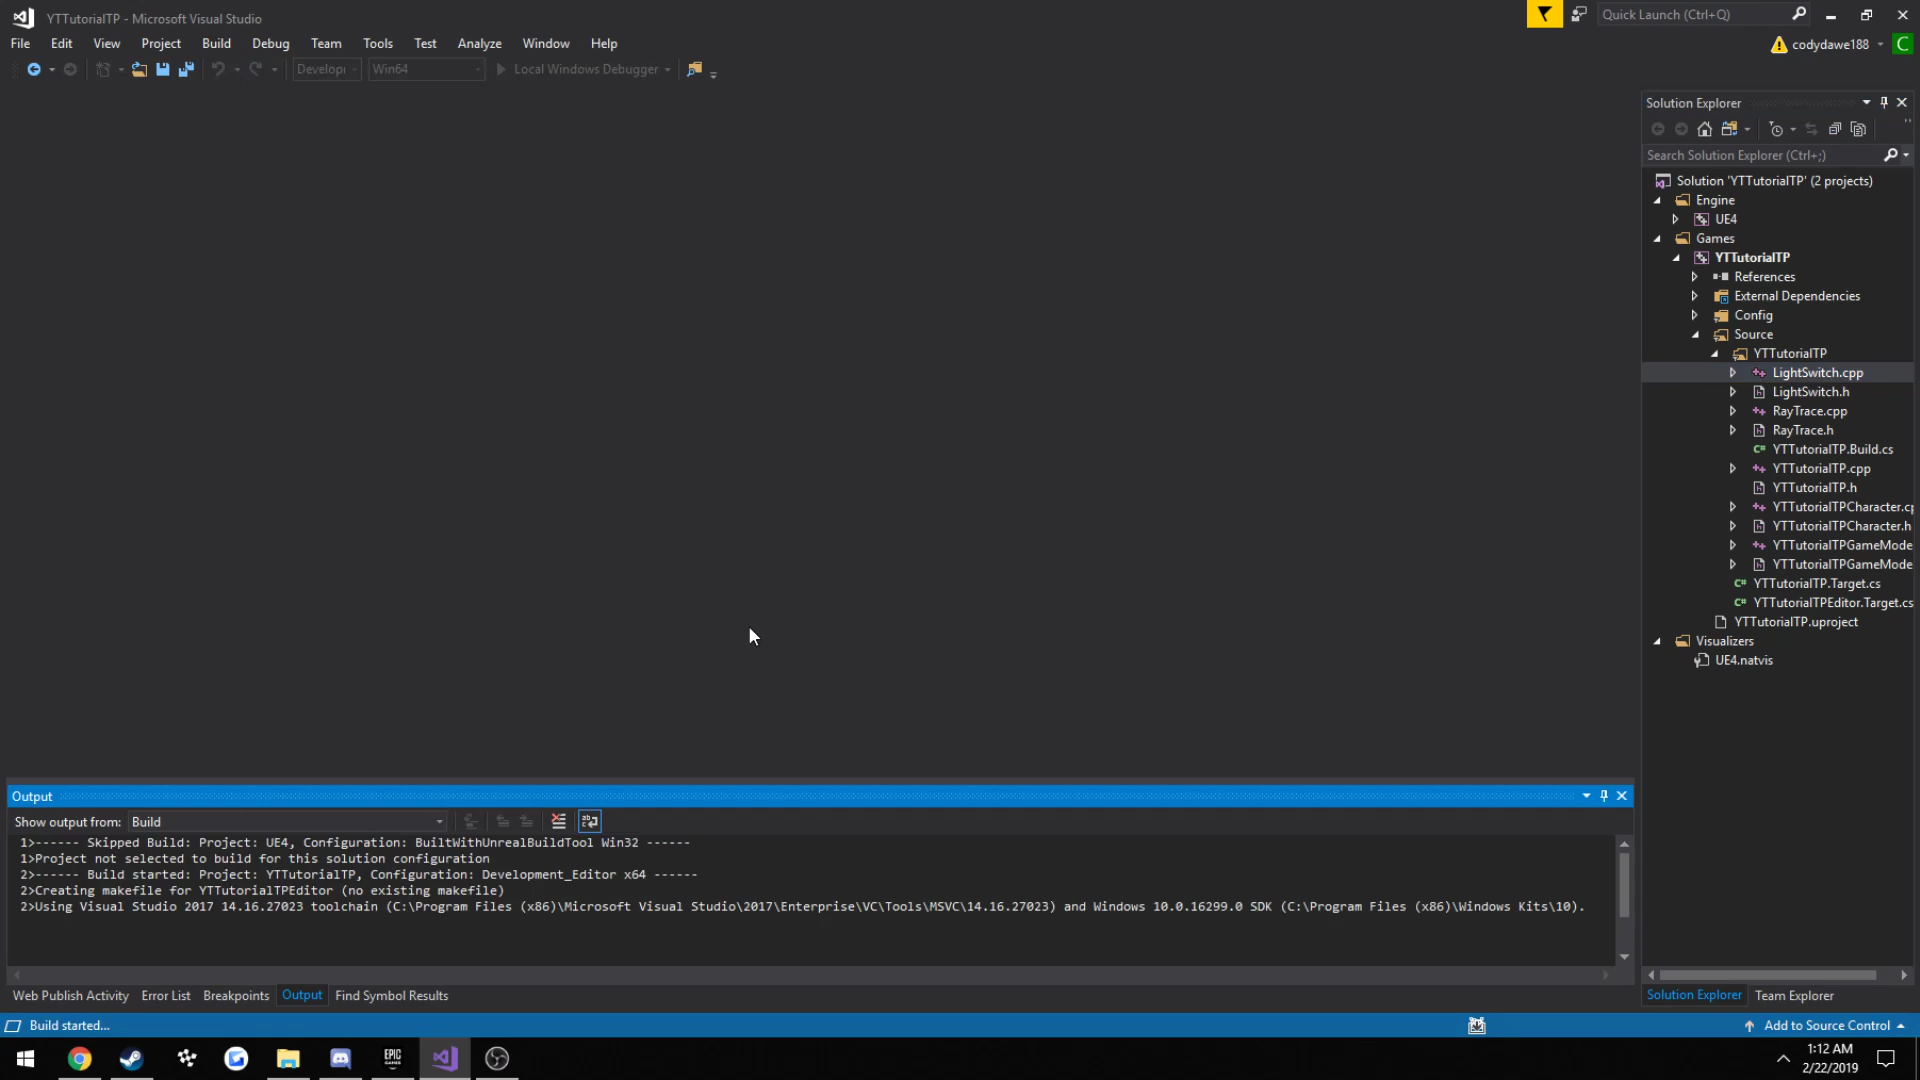 YTTutorialTP - Microsoft Visual Studio
Quick Launch (Ctrl+Q)
File Edit View Project Build Debug Team Tools Test Analyze Window Help
codydawe188
C
Develop Win64 Local Windows Debugger
Solution Explorer
Search Solution Explorer (Ctrl+;)
Solution 'YTTutorialTP' (2 projects)
Engine
UE4
Games
YTTutorialTP
References
External Dependencies
Config
Source
YTTutorialTP
LightSwitch.cpp
LightSwitch.h
RayTrace.cpp
RayTrace.h
YTTutorialTP.Build.cs
YTTutorialTP.cpp
YTTutorialTP.h
YTTutorialTPCharacter.cp
YTTutorialTPCharacter.h
YTTutorialTPGameMode
YTTutorialTPGameMode
YTTutorialTP.Target.cs
YTTutorialTPEditor.Target.cs
YTTutorialTP.uproject
Visualizers
UE4.natvis
Output
Show output from: Build
1>------ Skipped Build: Project: UE4, Configuration: BuiltWithUnrealBuildTool Win32 ------
1>Project not selected to build for this solution configuration
2>------ Build started: Project: YTTutorialTP, Configuration: Development_Editor x64 ------
2>Creating makefile for YTTutorialTPEditor (no existing makefile)
2>Using Visual Studio 2017 14.16.27023 toolchain (C:\Program Files (x86)\Microsoft Visual Studio\2017\Enterprise\VC\Tools\MSVC\14.16.27023) and Windows 10.0.16299.0 SDK (C:\Program Files (x86)\Windows Kits\10).
Web Publish Activity Error List Breakpoints Output Find Symbol Results
Solution Explorer Team Explorer
Build started...
Add to Source Control
EPIC
GAMES
1:12 AM
2/22/2019